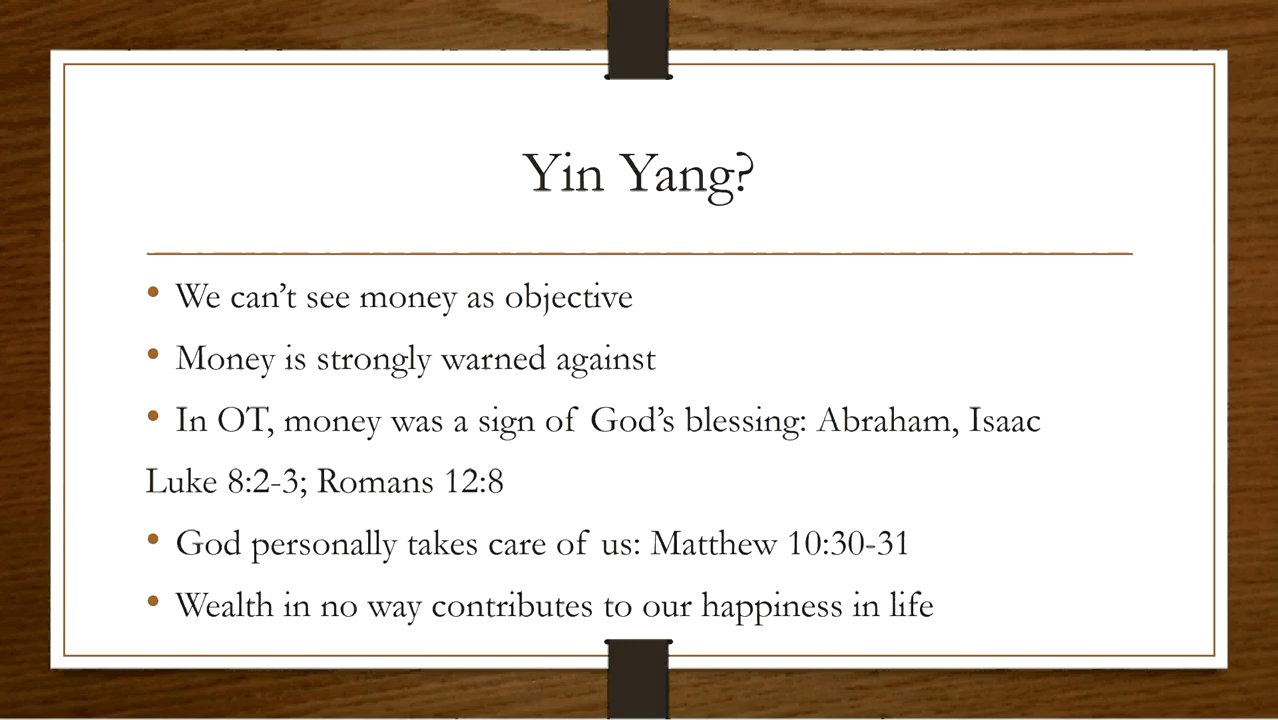 Yin Yang?
• We can't see money as objective
• Money is strongly warned against
• In OT, money was a sign of God's blessing: Abraham, Isaac
Luke 8:2-3; Romans 12:8
• God personally takes care of us: Matthew 10:30-31
• Wealth in no way contributes to our happiness in life